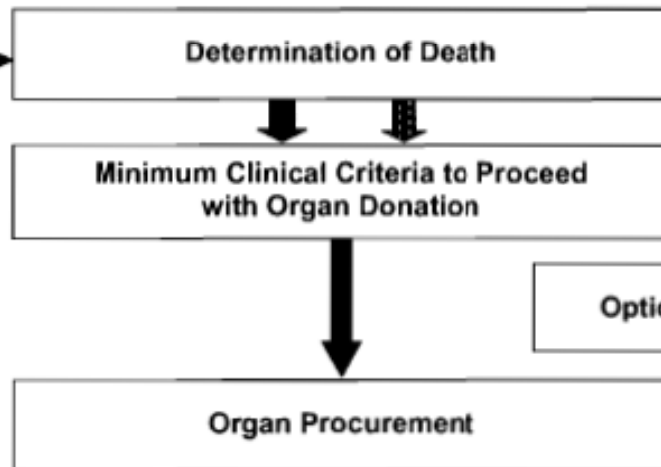 Determination of Death
Minimum Clinical Criteria to Proceed
with Organ Donation
Organ Procurement